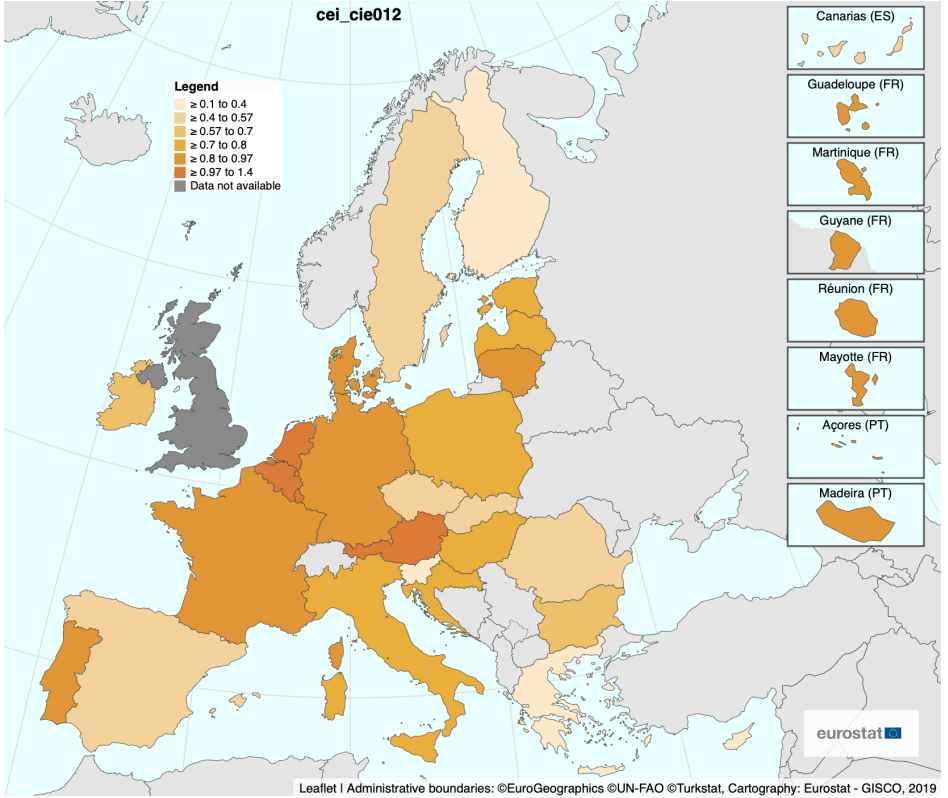 cei_cie012
Legend
≥ 0.1 to 0.4
≥ 0.4 to 0.57
≥ 0.57 to 0.7
≥ 0.7 to 0.8
≥ 0.8 to 0.97
≥ 0.97 to 1.4
Data not available
Canarias (ES)
Guadeloupe (FR)
Martinique (FR)
Guyane (FR)
Réunion (FR)
Mayotte (FR)
Açores (PT)
Madeira (PT)
eurostat
Leaflet | Administrative boundaries: ©EuroGeographics ©UN-FAO ©Turkstat, Cartography: Eurostat - GISCO, 2019